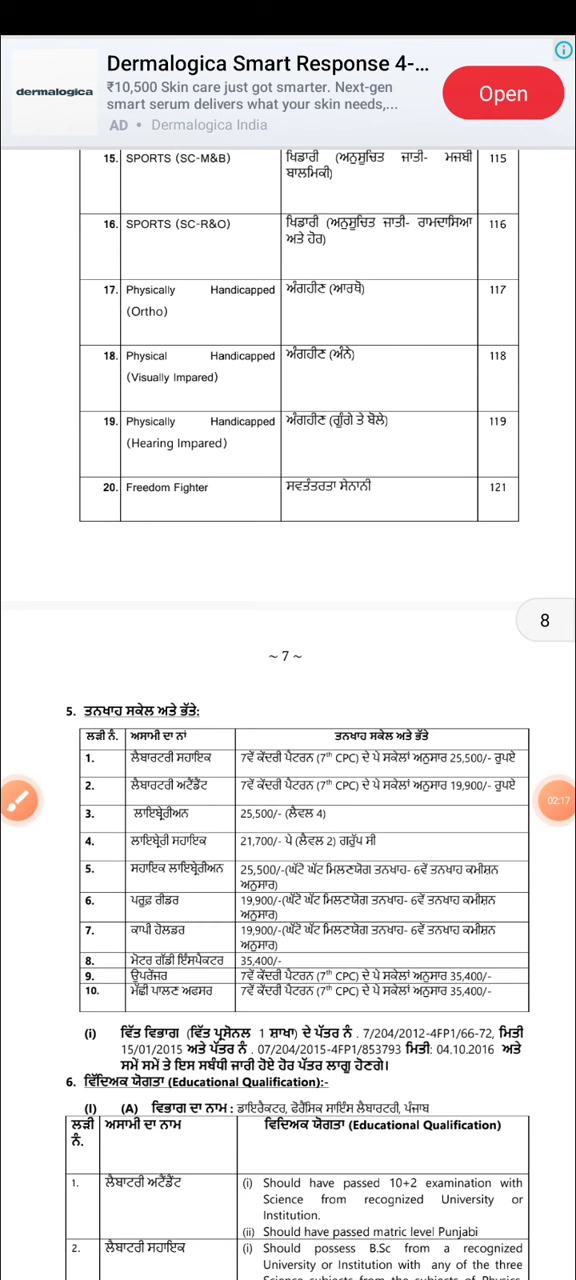 Dermalogica Smart Response 4-...
dermalogica
₹10,500 Skin care just got smarter. Next-gen
smart serum delivers what your skin needs,...
AD • Dermalogica India
Open
15. SPORTS (SC-M&B) ਖਿਡਾਰੀ (ਅਨੁਸੂਚਿਤ ਜਾਤੀ- ਮਜਬੀ 115
ਬਾਲਮਿਕੀ)
16. SPORTS (SC-R&O) ਖਿਡਾਰੀ (ਅਨੁਸੂਚਿਤ ਜਾਤੀ- ਰਾਮਦਾਸਿਆ 116
ਅਤੇ ਹੋਰ)
17. Physically Handicapped ਅੰਗਹੀਣ (ਆਰਥੋ) 117
(Ortho)
18. Physical Handicapped ਅੰਗਹੀਣ (ਅੰਨੇ) 118
(Visually Impared)
19. Physically Handicapped ਅੰਗਹੀਣ (ਗੁੰਗੇ ਤੇ ਬੋਲੇ) 119
(Hearing Impared)
20. Freedom Fighter ਸਵਤੰਤਰਤਾ ਸੇਨਾਨੀ 121
8
~ 7 ~
5. ਤਨਖਾਹ ਸਕੇਲ ਅਤੇ ਭੱਤੇ:
ਲੜੀ ਨੰ. ਅਸਾਮੀ ਦਾ ਨਾਂ ਤਨਖਾਹ ਸਕੇਲ ਅਤੇ ਭੱਤੇ
1. ਲੈਬਾਰਟਰੀ ਸਹਾਇਕ 7ਵੇਂ ਕੇਂਦਰੀ ਪੈਟਰਨ (7th CPC) ਦੇ ਪੇ ਸਕੇਲਾਂ ਅਨੁਸਾਰ 25,500/- ਰੁਪਏ
2. ਲੈਬਾਰਟਰੀ ਅਟੈਂਡੈਂਟ 7ਵੇਂ ਕੇਂਦਰੀ ਪੈਟਰਨ (7th CPC) ਦੇ ਪੇ ਸਕੇਲਾਂ ਅਨੁਸਾਰ 19,900/- ਰੁਪਏ
02:17
3. ਲਾਇਬ੍ਰੇਰੀਅਨ 25,500/- (ਲੈਵਲ 4)
4. ਲਾਇਬ੍ਰੇਰੀ ਸਹਾਇਕ 21,700/- ਪੇ (ਲੈਵਲ 2) ਗਰੁੱਪ ਸੀ
5. ਸਹਾਇਕ ਲਾਇਬ੍ਰੇਰੀਅਨ 25,500/-(ਘੱਟੋ ਘੱਟ ਮਿਲਣਯੋਗ ਤਨਖਾਹ- 6ਵੇਂ ਤਨਖਾਹ ਕਮੀਸ਼ਨ
ਅਨੁਸਾਰ)
6. ਪਰੂਫ਼ ਰੀਡਰ 19,900/-(ਘੱਟੋ ਘੱਟ ਮਿਲਣਯੋਗ ਤਨਖਾਹ- 6ਵੇਂ ਤਨਖਾਹ ਕਮੀਸ਼ਨ
ਅਨੁਸਾਰ)
7. ਕਾਪੀ ਹੋਲਡਰ 19,900/-(ਘੱਟੋ ਘੱਟ ਮਿਲਣਯੋਗ ਤਨਖਾਹ- 6ਵੇਂ ਤਨਖਾਹ ਕਮੀਸ਼ਨ
ਅਨੁਸਾਰ)
8. ਮੋਟਰ ਗੱਡੀ ਇੰਸਪੈਕਟਰ 35,400/-
9. ਉਪਰੇਂਜਰ 7ਵੇਂ ਕੇਂਦਰੀ ਪੈਟਰਨ (7th CPC) ਦੇ ਪੇ ਸਕੇਲਾਂ ਅਨੁਸਾਰ 35,400/-
10. ਮੱਛੀ ਪਾਲਣ ਅਫਸਰ 7ਵੇਂ ਕੇਂਦਰੀ ਪੈਟਰਨ (7th CPC) ਦੇ ਪੇ ਸਕੇਲਾਂ ਅਨੁਸਾਰ 35,400/-
(i) ਵਿੱਤ ਵਿਭਾਗ (ਵਿੱਤ ਪ੍ਰਸੋਨਲ 1 ਸ਼ਾਖਾ) ਦੇ ਪੱਤਰ ਨੰ . 7/204/2012-4FP1/66-72, ਮਿਤੀ
15/01/2015 ਅਤੇ ਪੱਤਰ ਨੰ . 07/204/2015-4FP1/853793 ਮਿਤੀ: 04.10.2016 ਅਤੇ
ਸਮੇਂ ਸਮੇਂ ਤੇ ਇਸ ਸਬੰਧੀ ਜਾਰੀ ਹੋਏ ਹੋਰ ਪੱਤਰ ਲਾਗੂ ਹੋਣਗੇ।
6. ਵਿੱਦਿਅਕ ਯੋਗਤਾ (Educational Qualification):-
(I) (A) ਵਿਭਾਗ ਦਾ ਨਾਮ : ਡਾਇਰੈਕਟਰ, ਫੋਰੈਂਸਿਕ ਸਾਇੰਸ ਲੈਬਾਰਟਰੀ, ਪੰਜਾਬ
ਲੜੀ ਅਸਾਮੀ ਦਾ ਨਾਮ ਵਿਦਿਅਕ ਯੋਗਤਾ (Educational Qualification)
ਨੰ.
1. ਲੈਬਾਟਰੀ ਅਟੈਂਡੈਂਟ (i) Should have passed 10+2 examination with
Science from recognized University or
Institution.
(ii) Should have passed matric level Punjabi
2. ਲੈਬਾਟਰੀ ਸਹਾਇਕ (i) Should possess B.Sc from a recognized
University or Institution with any of the three
Science subjects from the subjects of Physics,